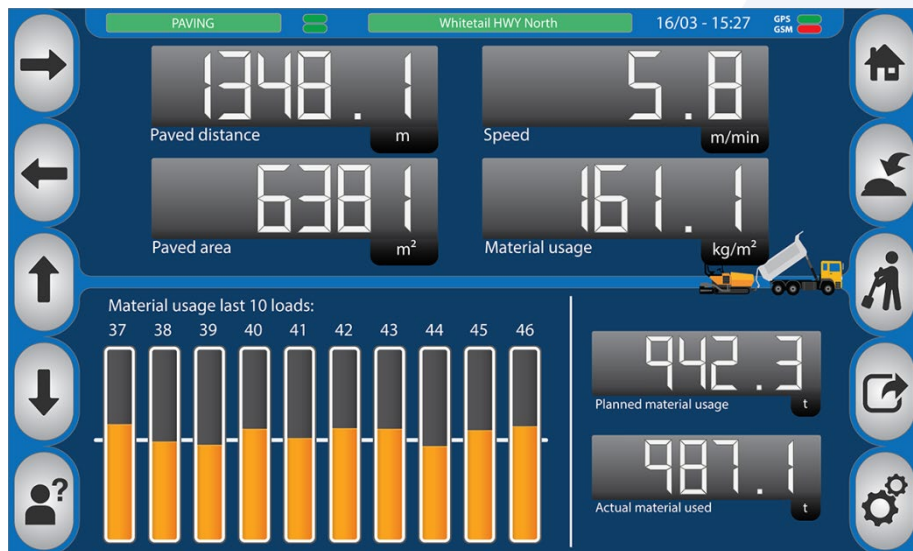 PAVING
Whitetail HWY North
16/03 - 15:27
GPS
GSM
1348.1
Paved distance
m
5.8
Speed
m/min
6381
Paved area
m²
161.1
Material usage
kg/m²
Material usage last 10 loads:
37 38 39 40 41 42 43 44 45 46
942.3
Planned material usage
t
987.1
Actual material used
t
?